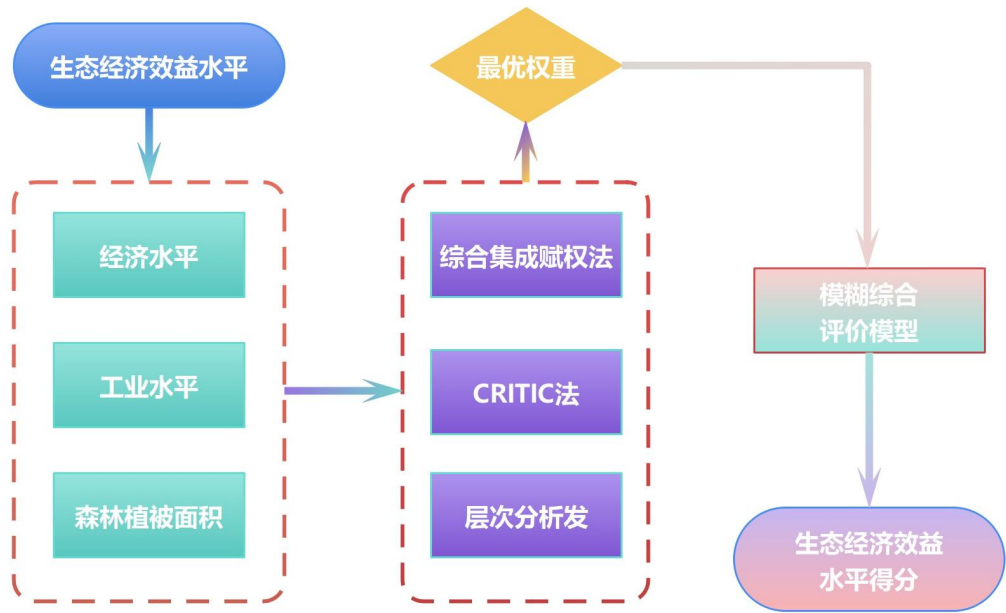 生态经济效益水平
经济水平
工业水平
森林植被面积
综合集成赋权法
CRITIC法
层次分析发
最优权重
模糊综合
评价模型
生态经济效益
水平得分